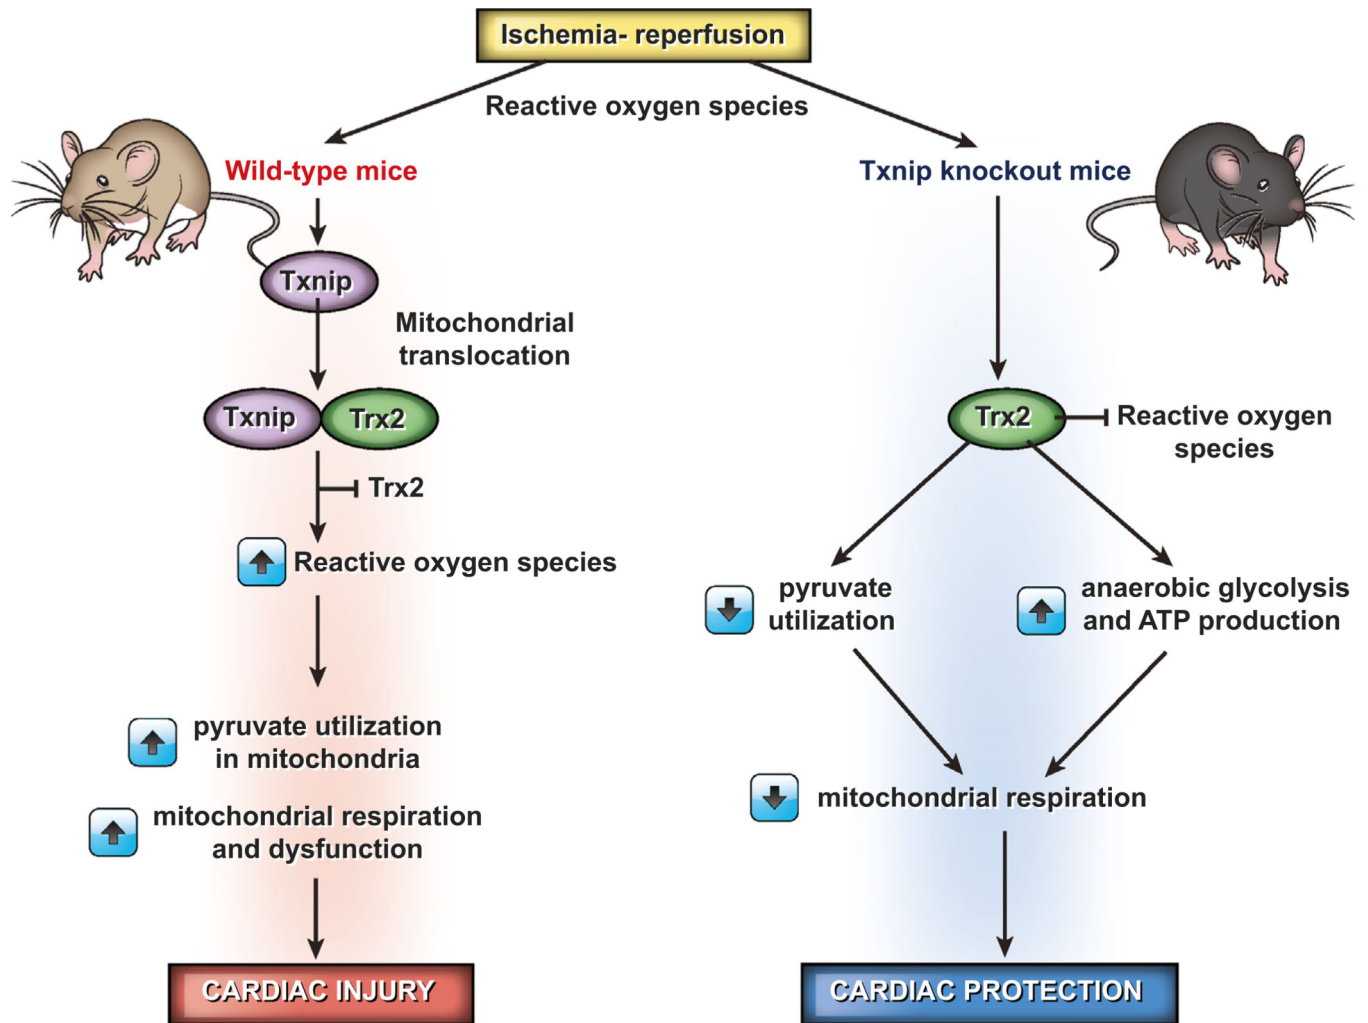 Ischemia- reperfusion
Reactive oxygen species
Wild-type mice
Txnip
Mitochondrial
translocation
Txnip
Trx2
Trx2
Reactive oxygen species
pyruvate utilization
in mitochondria
mitochondrial respiration
and dysfunction
CARDIAC INJURY
Txnip knockout mice
Trx2
Reactive oxygen
species
pyruvate
utilization
anaerobic glycolysis
and ATP production
mitochondrial respiration
CARDIAC PROTECTION